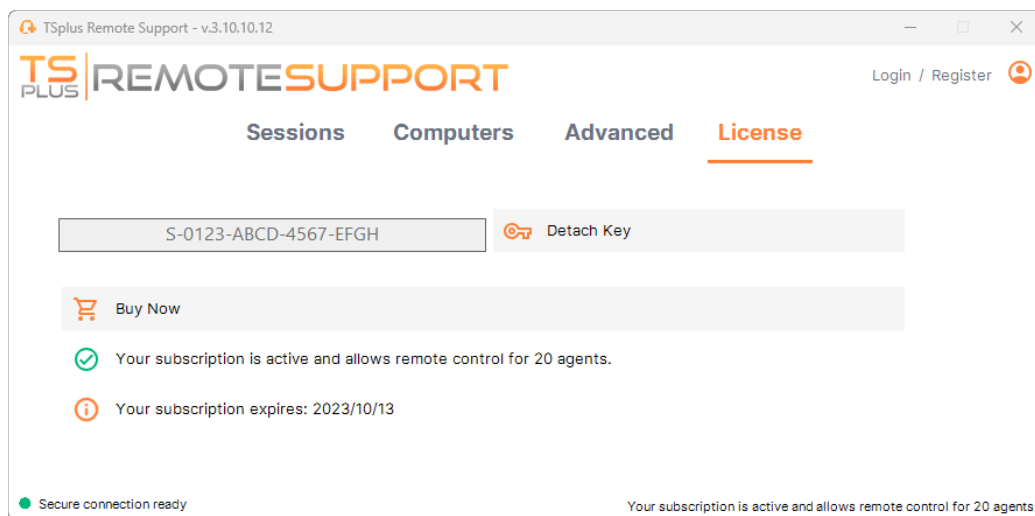 TSplus Remote Support - v.3.10.10.12
TS PLUS REMOTESUPPORT
Login / Register
Sessions Computers Advanced License
S-0123-ABCD-4567-EFGH
Detach Key
Buy Now
Your subscription is active and allows remote control for 20 agents.
Your subscription expires: 2023/10/13
Secure connection ready
Your subscription is active and allows remote control for 20 agents